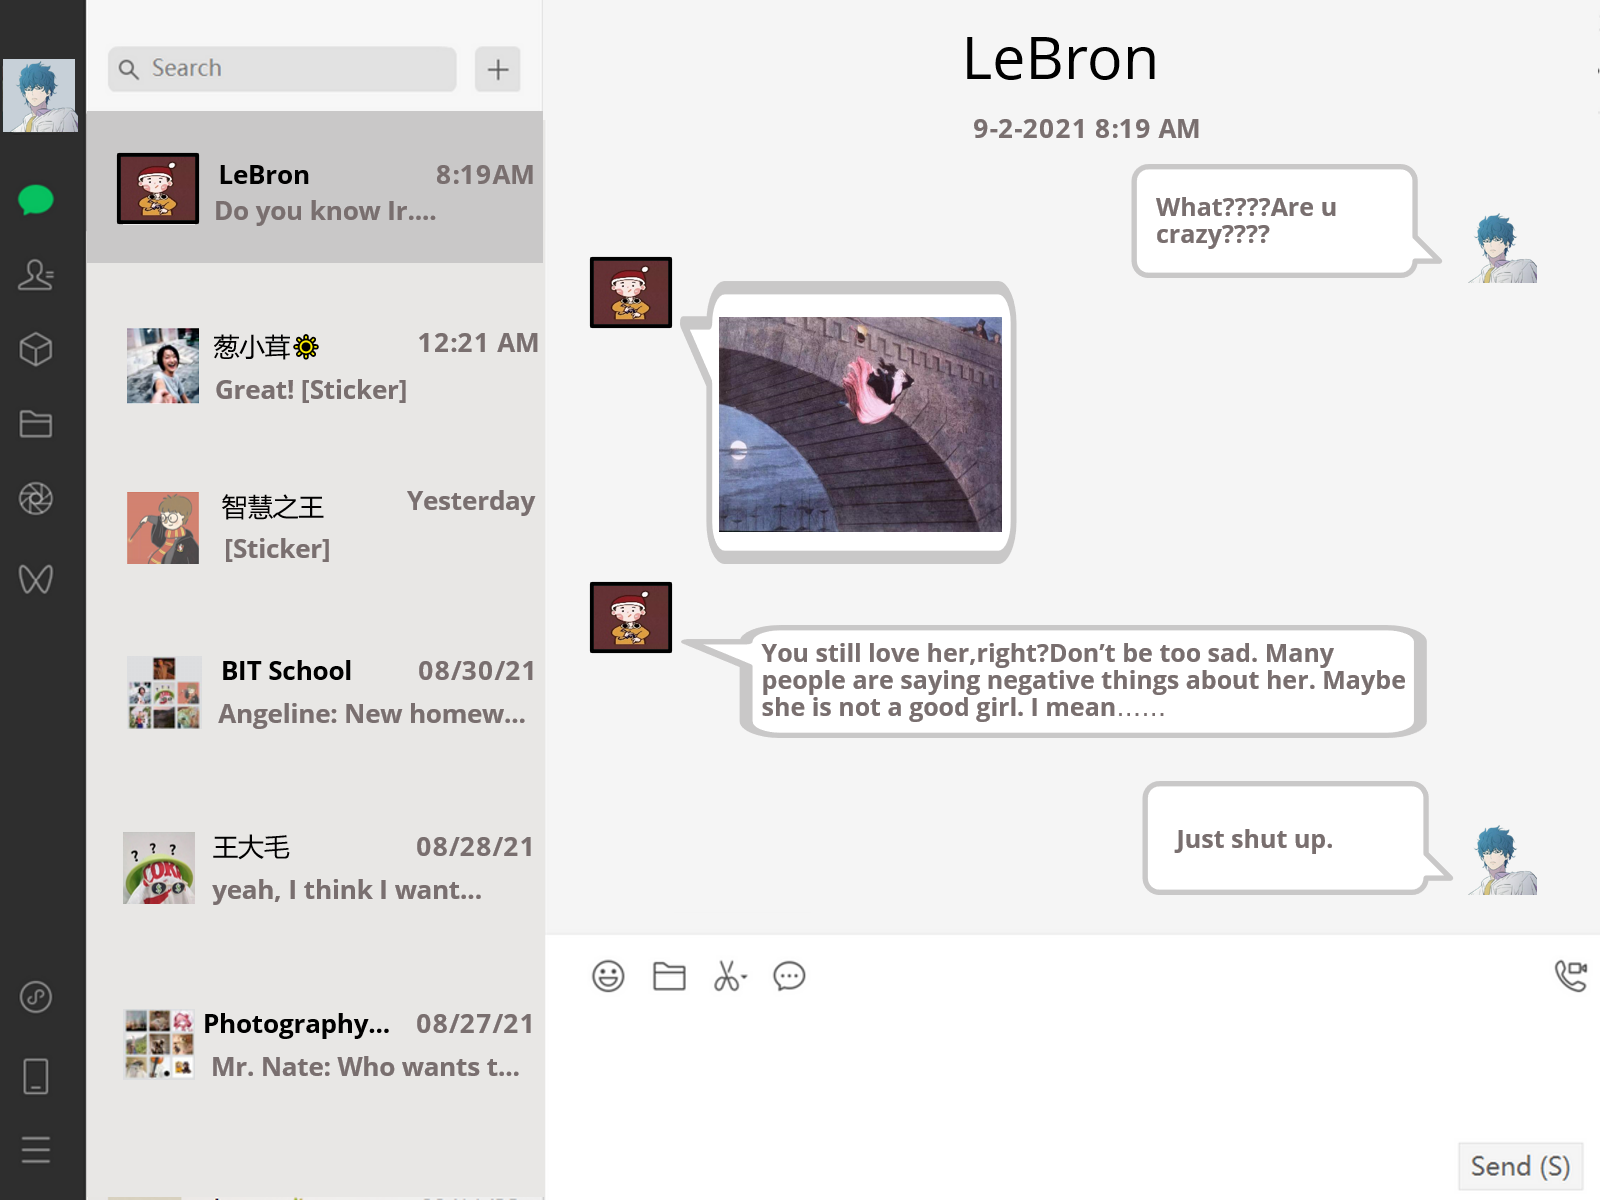 Search
LeBron
8:19AM
Do you know Ir....
葱小茸
12:21 AM
Great! [Sticker]
智慧之王
Yesterday
[Sticker]
BIT School
08/30/21
Angeline: New homew...
王大毛
08/28/21
yeah, I think I want...
Photography...
08/27/21
Mr. Nate: Who wants t...
LeBron
9-2-2021 8:19 AM
What????Are u
crazy????
You still love her,right?Don’t be too sad. Many
people are saying negative things about her. Maybe
she is not a good girl. I mean……
Just shut up.
Send (S)